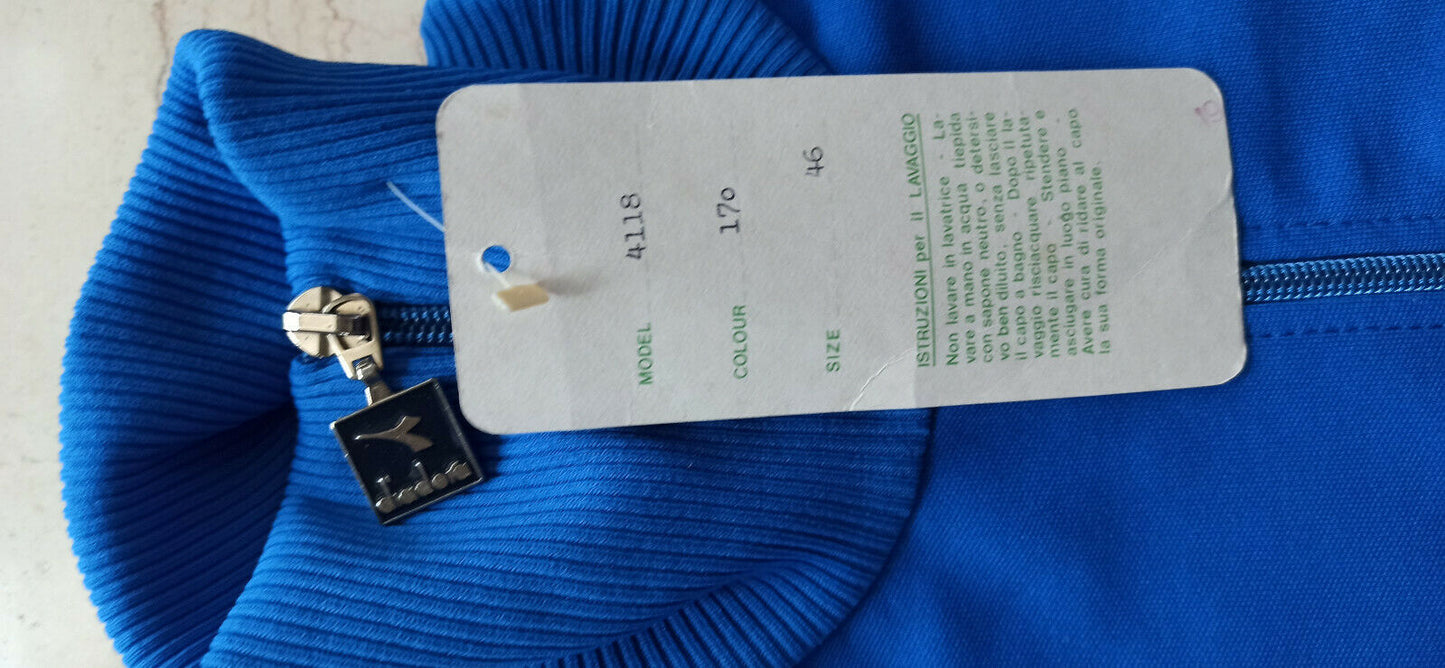 MODEL 4118
COLOUR 170
SIZE 46
ISTRUZIONI per il LAVAGGIO
Non lavare in lavatrice - La-
vare a mano in acqua tiepida
con sapone neutro, o detersi-
vo ben diluito, senza lasciare
il capo a bagno - Dopo il la-
vaggio risciacquare ripetuta-
mente il capo - Stendere e
asciugare in luogo piano -
Avere cura di ridare al capo
la sua forma originale.
diadora